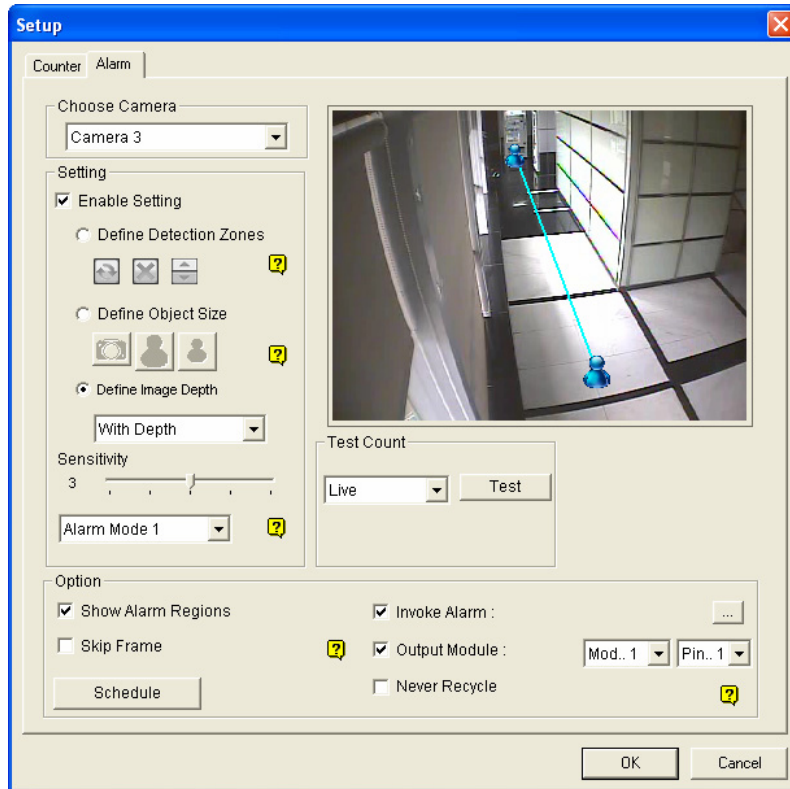 Setup
Counter
Alarm
Choose Camera
Camera 3
Setting
Enable Setting
Define Detection Zones
?
Define Object Size
?
Define Image Depth
With Depth
Sensitivity
3
Alarm Mode 1
?
Test Count
Live
Test
Option
Show Alarm Regions
Invoke Alarm :
...
Skip Frame
?
Output Module :
Mod.. 1
Pin.. 1
Schedule
Never Recycle
?
OK
Cancel